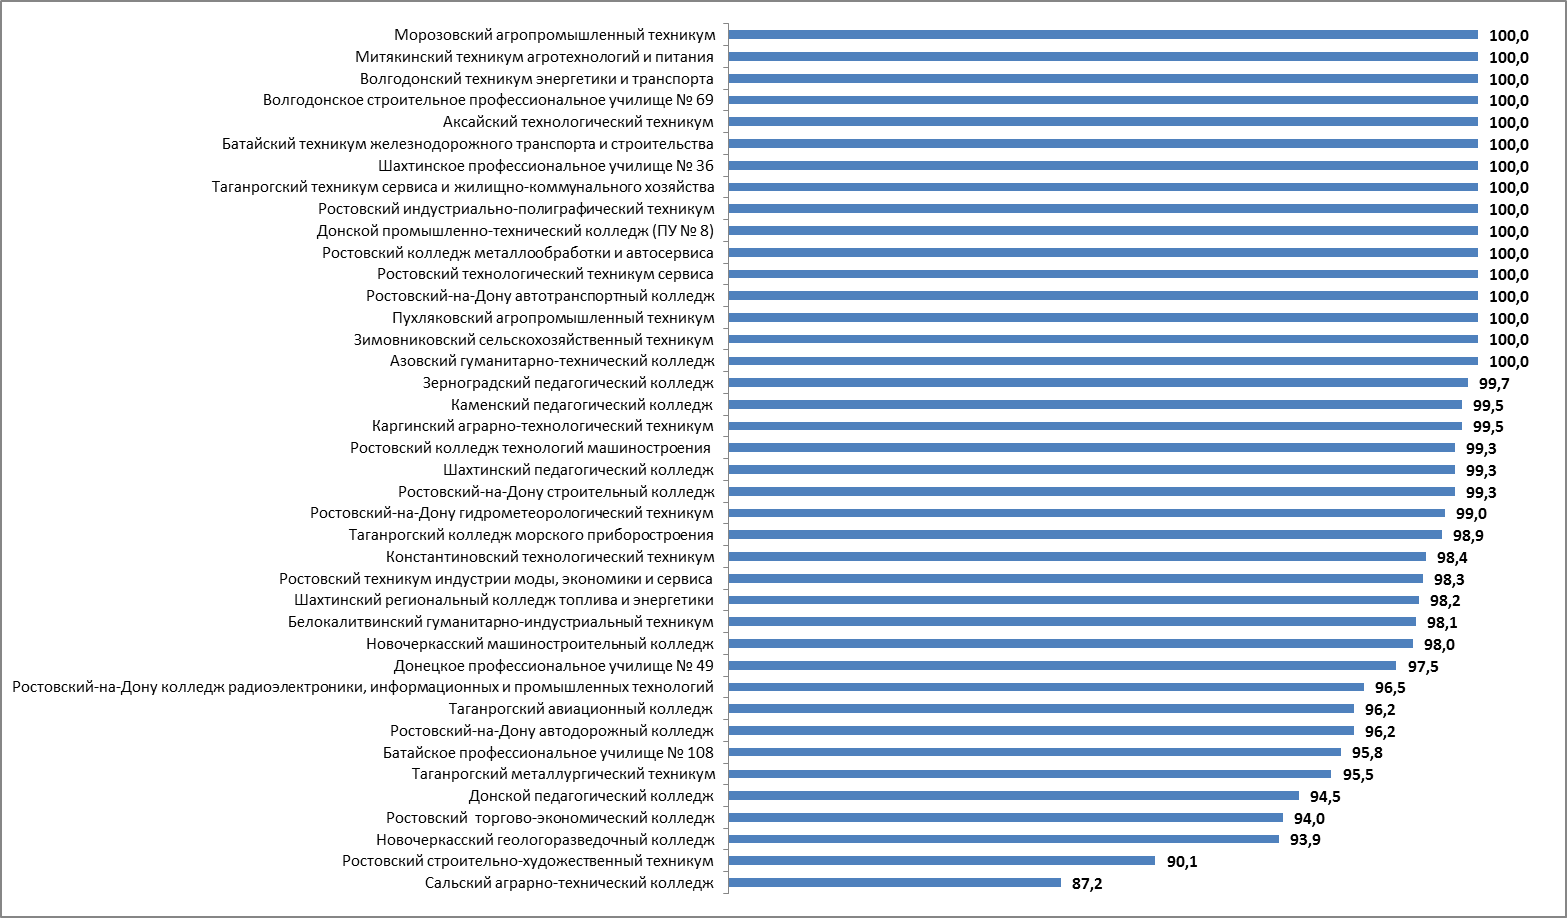 Морозовский агропромышленный техникум 100,0
Митякинский техникум агротехнологий и питания 100,0
Волгодонский техникум энергетики и транспорта 100,0
Волгодонское строительное профессиональное училище № 69 100,0
Аксайский технологический техникум 100,0
Батайский техникум железнодорожного транспорта и строительства 100,0
Шахтинское профессиональное училище № 36 100,0
Таганрогский техникум сервиса и жилищно-коммунального хозяйства 100,0
Ростовский индустриально-полиграфический техникум 100,0
Донской промышленно-технический колледж (ПУ № 8) 100,0
Ростовский колледж металлообработки и автосервиса 100,0
Ростовский технологический техникум сервиса 100,0
Ростовский-на-Дону автотранспортный колледж 100,0
Пухляковский агропромышленный техникум 100,0
Зимовниковский сельскохозяйственный техникум 100,0
Азовский гуманитарно-технический колледж 100,0
Зерноградский педагогический колледж 99,7
Каменский педагогический колледж 99,5
Каргинский аграрно-технологический техникум 99,5
Ростовский колледж технологий машиностроения 99,3
Шахтинский педагогический колледж 99,3
Ростовский-на-Дону строительный колледж 99,3
Ростовский-на-Дону гидрометеорологический техникум 99,0
Таганрогский колледж морского приборостроения 98,9
Константиновский технологический техникум 98,4
Ростовский техникум индустрии моды, экономики и сервиса 98,3
Шахтинский региональный колледж топлива и энергетики 98,2
Белокалитвинский гуманитарно-индустриальный техникум 98,1
Новочеркасский машиностроительный колледж 98,0
Донецкое профессиональное училище № 49 97,5
Ростовский-на-Дону колледж радиоэлектроники, информационных и промышленных технологий 96,5
Таганрогский авиационный колледж 96,2
Ростовский-на-Дону автодорожный колледж 96,2
Батайское профессиональное училище № 108 95,8
Таганрогский металлургический техникум 95,5
Донской педагогический колледж 94,5
Ростовский  торгово-экономический колледж 94,0
Новочеркасский геологоразведочный колледж 93,9
Ростовский строительно-художественный техникум 90,1
Сальский аграрно-технический колледж 87,2